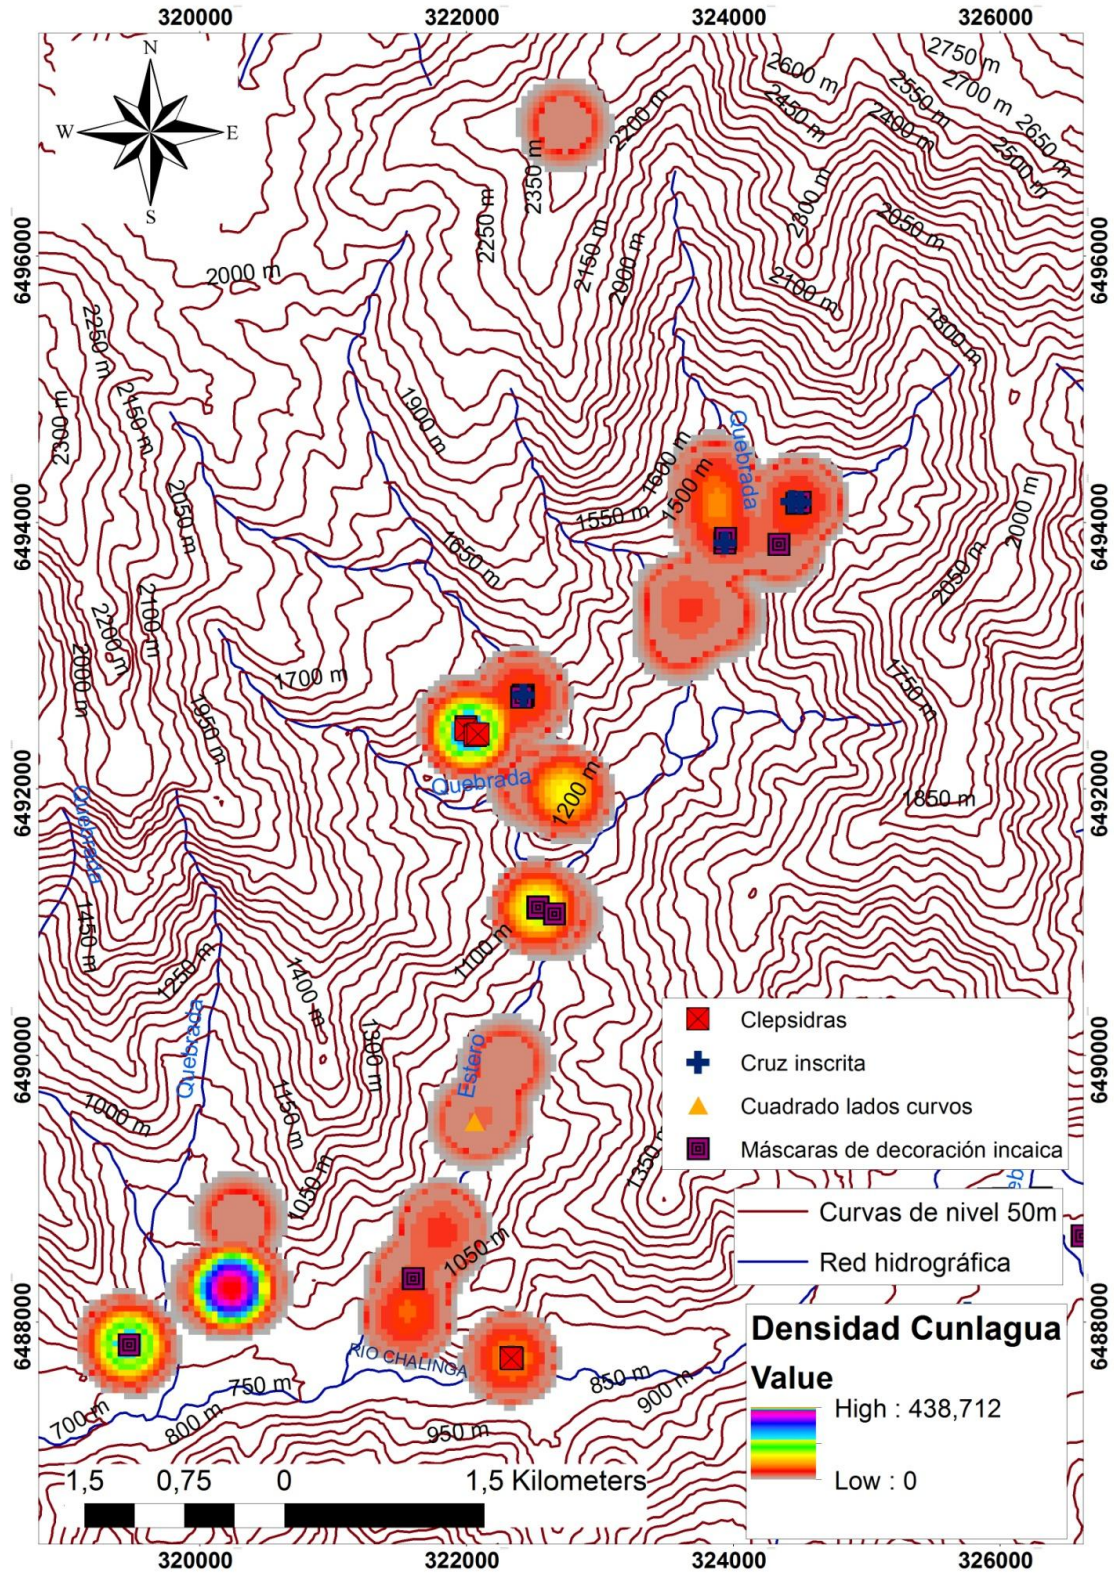 320000 322000 324000 326000
N
W E
S
2750 m
2600 m
2700 m
2550 m
2450 m
2400 m
2650 m
2500 m
2200 m
2350 m
2300 m
2250 m
2050 m
2150 m
2000 m
2000 m
2100 m
6496000 6496000
2250 m
1800 m
2150 m
2300 m
1900 m
Quebrada
1500 m
1500 m
2050 m
1550 m
2000 m
6494000 6494000
1650 m
2050 m
2100 m
2200 m
2000 m
1700 m
1750 m
1950 m
Quebrada
1200 m
1850 m
6492000 6492000
Quebrada
1450 m
1100 m
1250 m
1400 m
Quebrada
1300 m
Estero
6490000 6490000
Clepsidras
Cruz inscrita
Cuadrado lados curvos
Máscaras de decoración incaica
1000 m
1150 m
1050 m
1350 m
eb
1050 m
Curvas de nivel 50m
Red hidrográfica
6488000 6488000
RIO CHALINGA
750 m
850 m
900 m
700 m
800 m
950 m
Densidad Cunlagua
Value
High : 438,712
Low : 0
1,5 0,75 0 1,5 Kilometers
320000 322000 324000 326000